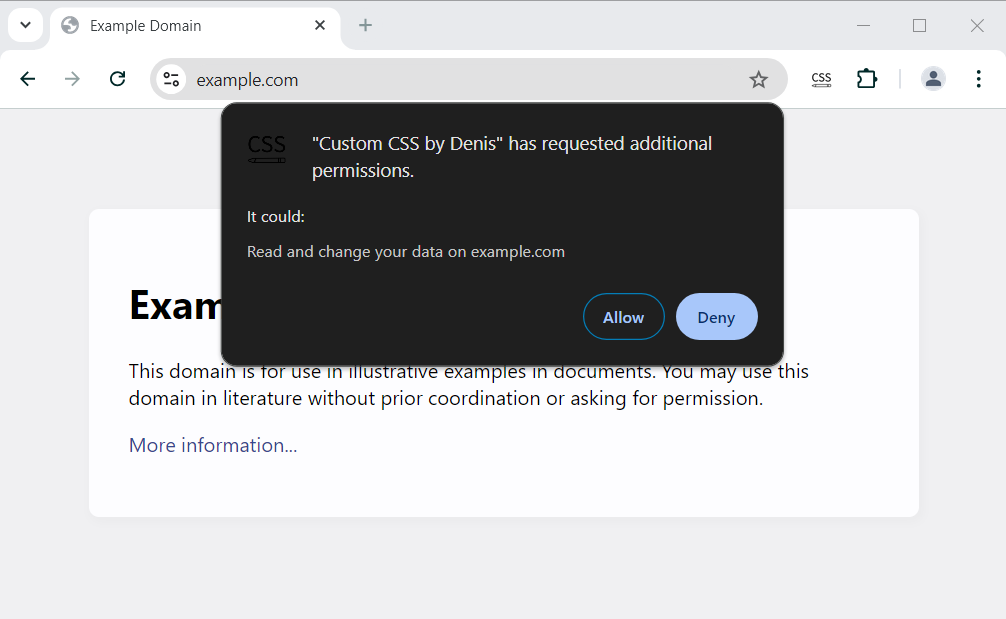 Example Domain
example.com
CSS
CSS
"Custom CSS by Denis" has requested additional
permissions.
It could:
Read and change your data on example.com
Allow
Deny
Exam
This domain is for use in illustrative examples in documents. You may use this
domain in literature without prior coordination or asking for permission.
More information...